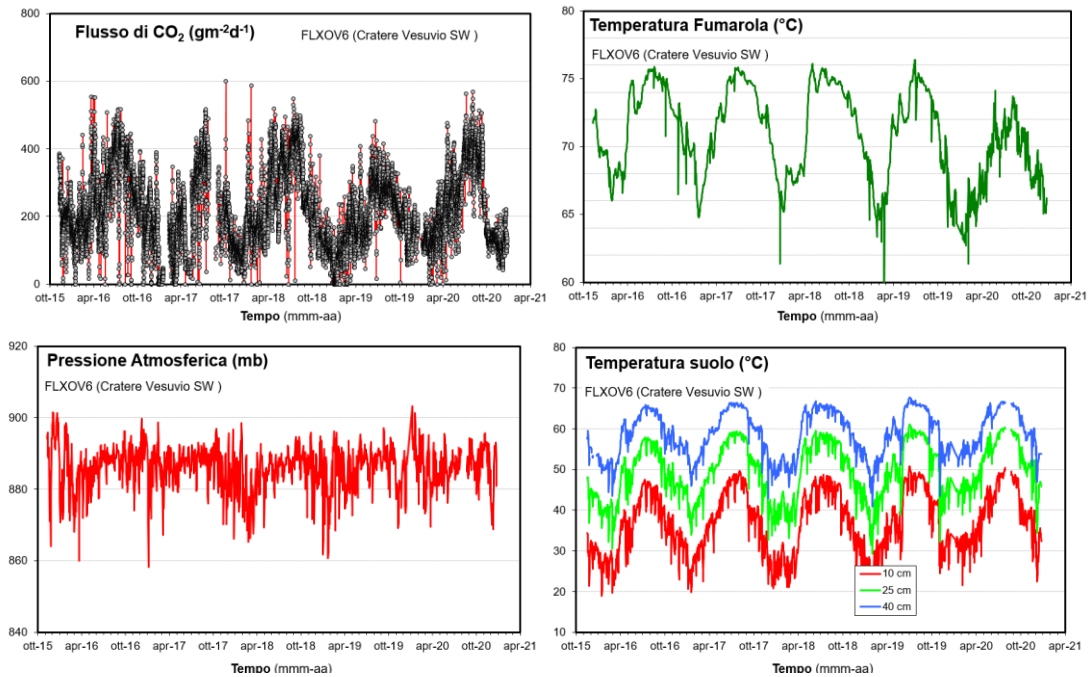 Flusso di CO₂ (gm⁻²d⁻¹)
FLXOV6 (Cratere Vesuvio SW )
800
600
400
200
0
ott-15 apr-16 ott-16 apr-17 ott-17 apr-18 ott-18 apr-19 ott-19 apr-20 ott-20 apr-21
Tempo (mmm-aa)
Temperatura Fumarola (°C)
FLXOV6 (Cratere Vesuvio SW )
80
75
70
65
60
ott-15 apr-16 ott-16 apr-17 ott-17 apr-18 ott-18 apr-19 ott-19 apr-20 ott-20 apr-21
Tempo (mmm-aa)
Pressione Atmosferica (mb)
FLXOV6 (Cratere Vesuvio SW )
920
900
880
860
840
ott-15 apr-16 ott-16 apr-17 ott-17 apr-18 ott-18 apr-19 ott-19 apr-20 ott-20 apr-21
Tempo (mmm-aa)
Temperatura suolo (°C)
FLXOV6 (Cratere Vesuvio SW )
80
70
60
50
40
30
20
10
10 cm
25 cm
40 cm
ott-15 apr-16 ott-16 apr-17 ott-17 apr-18 ott-18 apr-19 ott-19 apr-20 ott-20 apr-21
Tempo (mmm-aa)